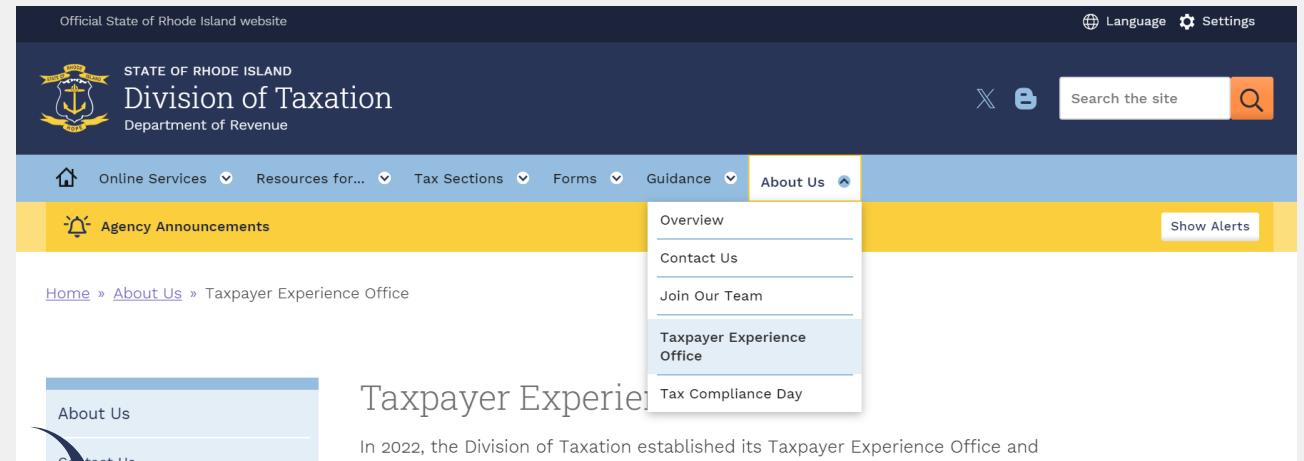 Official State of Rhode Island website
Language Settings
STATE OF RHODE ISLAND
Division of Taxation
Department of Revenue
Search the site
Online Services Resources for... Tax Sections Forms Guidance About Us
Agency Announcements
Show Alerts
Overview
Contact Us
Join Our Team
Taxpayer Experience
Office
Tax Compliance Day
Home » About Us » Taxpayer Experience Office
About Us
Taxpayer Experie
In 2022, the Division of Taxation established its Taxpayer Experience Office and